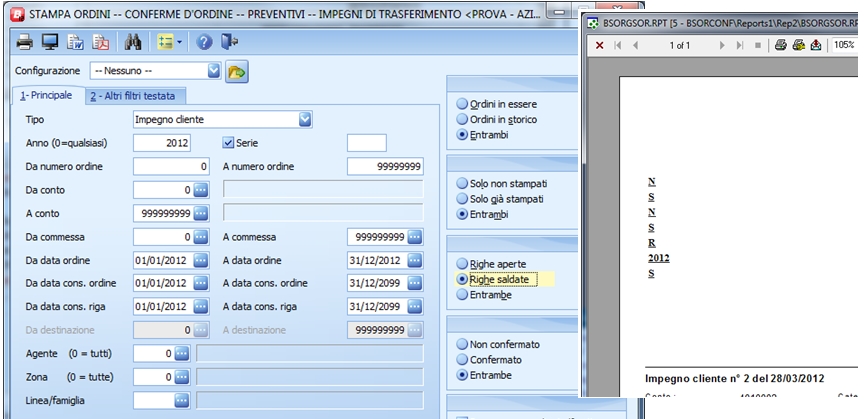 STAMPA ORDINI -- CONFERME D'ORDINE -- PREVENTIVI -- IMPEGNI DI TRASFERIMENTO <PROVA - AZI...
Configurazione -- Nessuno --
1- Principale 2 - Altri filtri testata
Tipo Impegno cliente
Anno (0=qualsiasi) 2012 Serie
Da numero ordine 0 A numero ordine 99999999
Da conto 0
A conto 999999999
Da commessa 0 A commessa 999999999
Da data ordine 01/01/2012 A data ordine 31/12/2012
Da data cons. ordine 01/01/2012 A data cons. ordine 31/12/2099
Da data cons. riga 01/01/2012 A data cons. riga 31/12/2099
Da destinazione 0 A destinazione 999999999
Agente (0 = tutti) 0
Zona (0 = tutte) 0
Linea/famiglia
Ordini in essere
Ordini in storico
Entrambi
Solo non stampati
Solo già stampati
Entrambi
Righe aperte
Righe saldate
Entrambe
Non confermato
Confermato
Entrambe
BSORGSOR.RPT [5 - BSORCONF\Reports1\Rep2\BSORGSOR.RP
1 of 1 105%
N
S
N
S
R
2012
S
Impegno cliente n° 2 del 28/03/2012